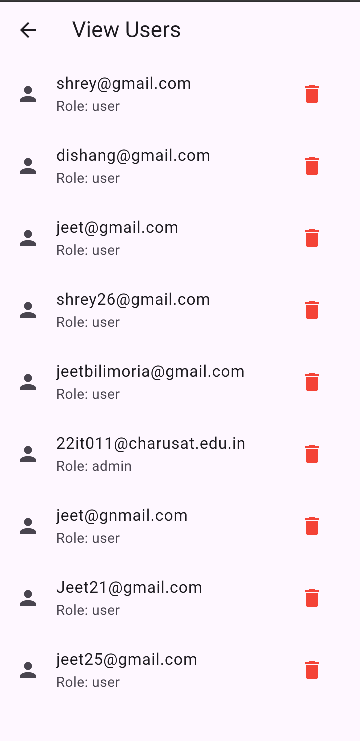 View Users
shrey@gmail.com
Role: user
dishang@gmail.com
Role: user
jeet@gmail.com
Role: user
shrey26@gmail.com
Role: user
jeetbilimoria@gmail.com
Role: user
22it011@charusat.edu.in
Role: admin
jeet@gnmail.com
Role: user
Jeet21@gmail.com
Role: user
jeet25@gmail.com
Role: user